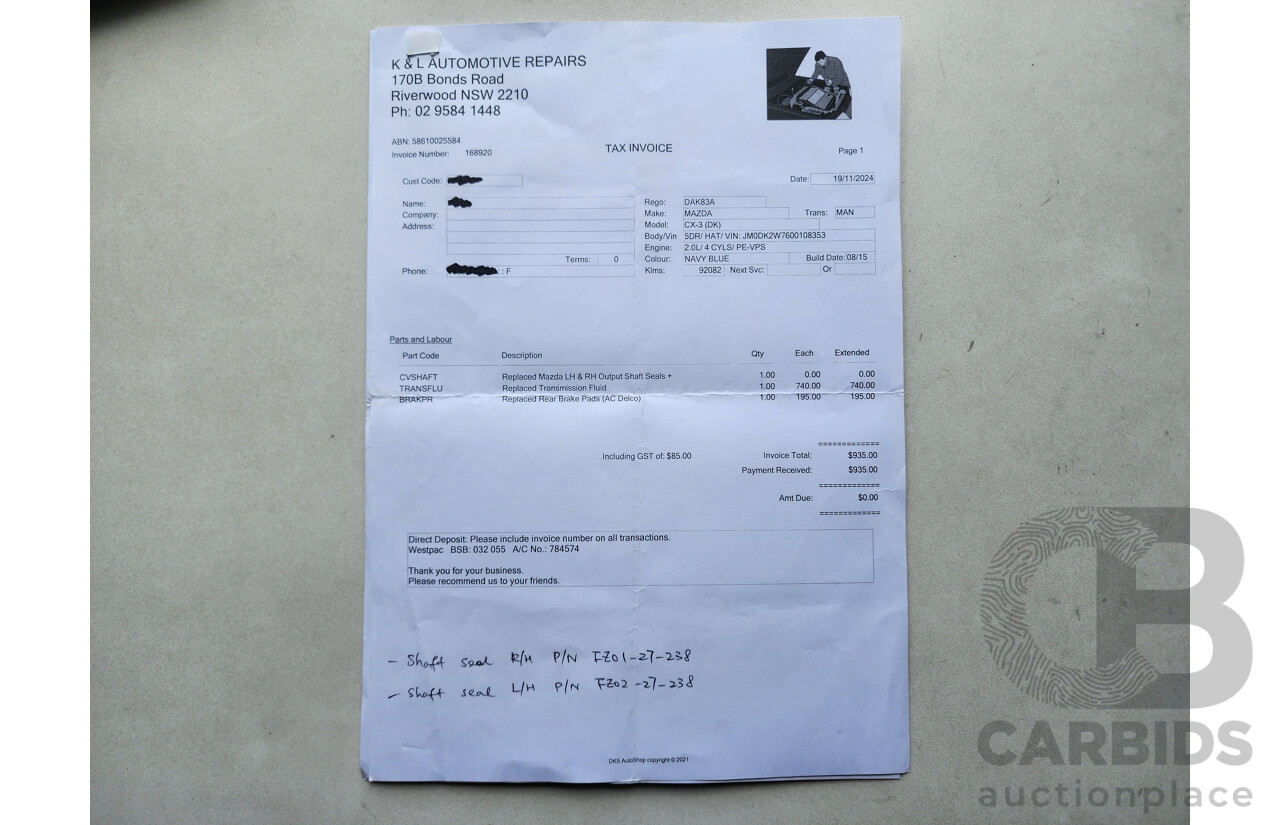 K & L AUTOMOTIVE REPAIRS
170B Bonds Road
Riverwood NSW 2210
Ph: 02 9584 1448
ABN: 58610025584
Invoice Number: 168920
TAX INVOICE
Page 1
Cust Code:
Date: 19/11/2024
Name:
Company:
Address:
Terms: 0
Phone: : F
Rego: DAK83A
Make: MAZDA Trans: MAN
Model: CX-3 (DK)
Body/Vin 5DR/ HAT/ VIN: JM0DK2W7600108353
Engine: 2.0L/ 4 CYLS/ PE-VPS
Colour: NAVY BLUE Build Date: 08/15
Klms: 92082 Next Svc: Or
Parts and Labour
Part Code Description Qty Each Extended
CVSHAFT Replaced Mazda LH & RH Output Shaft Seals + 1.00 0.00 0.00
TRANSFLU Replaced Transmission Fluid 1.00 740.00 740.00
BRAKPR Replaced Rear Brake Pads (AC Delco) 1.00 195.00 195.00
=============
Including GST of: $85.00 Invoice Total: $935.00
Payment Received: $935.00
=============
Amt Due: $0.00
=============
Direct Deposit: Please include invoice number on all transactions.
Westpac BSB: 032 055 A/C No.: 784574
Thank you for your business.
Please recommend us to your friends.
- Shaft seal R/H P/N FZ01-27-238
- Shaft seal L/H P/N FZ02-27-238
DKS AutoShop copyright © 2021
CB
CARBIDS
auctionplace